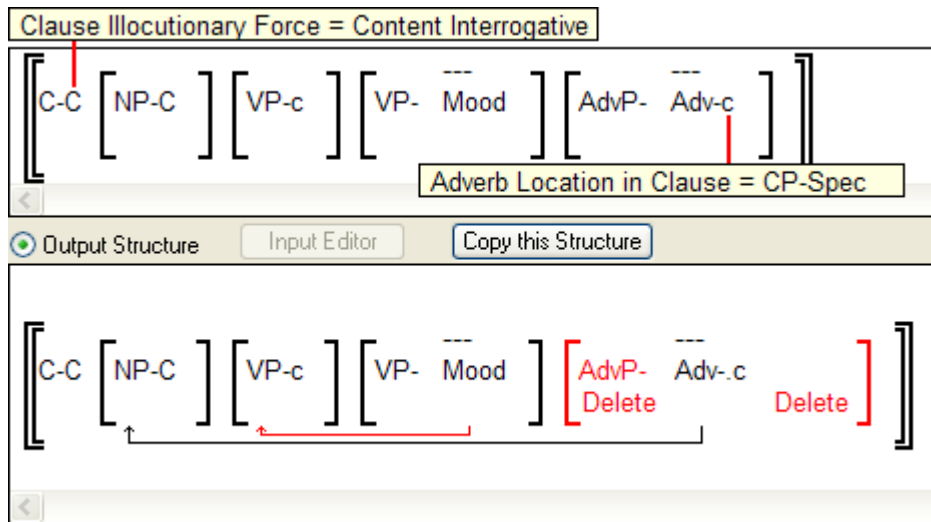 Clause Illocutionary Force = Content Interrogative
--- ---
C-C NP-C VP-c VP- Mood AdvP- Adv-c
Adverb Location in Clause = CP-Spec
Output Structure Input Editor Copy this Structure
--- ---
C-C NP-C VP-c VP- Mood AdvP- Adv-.c
Delete Delete